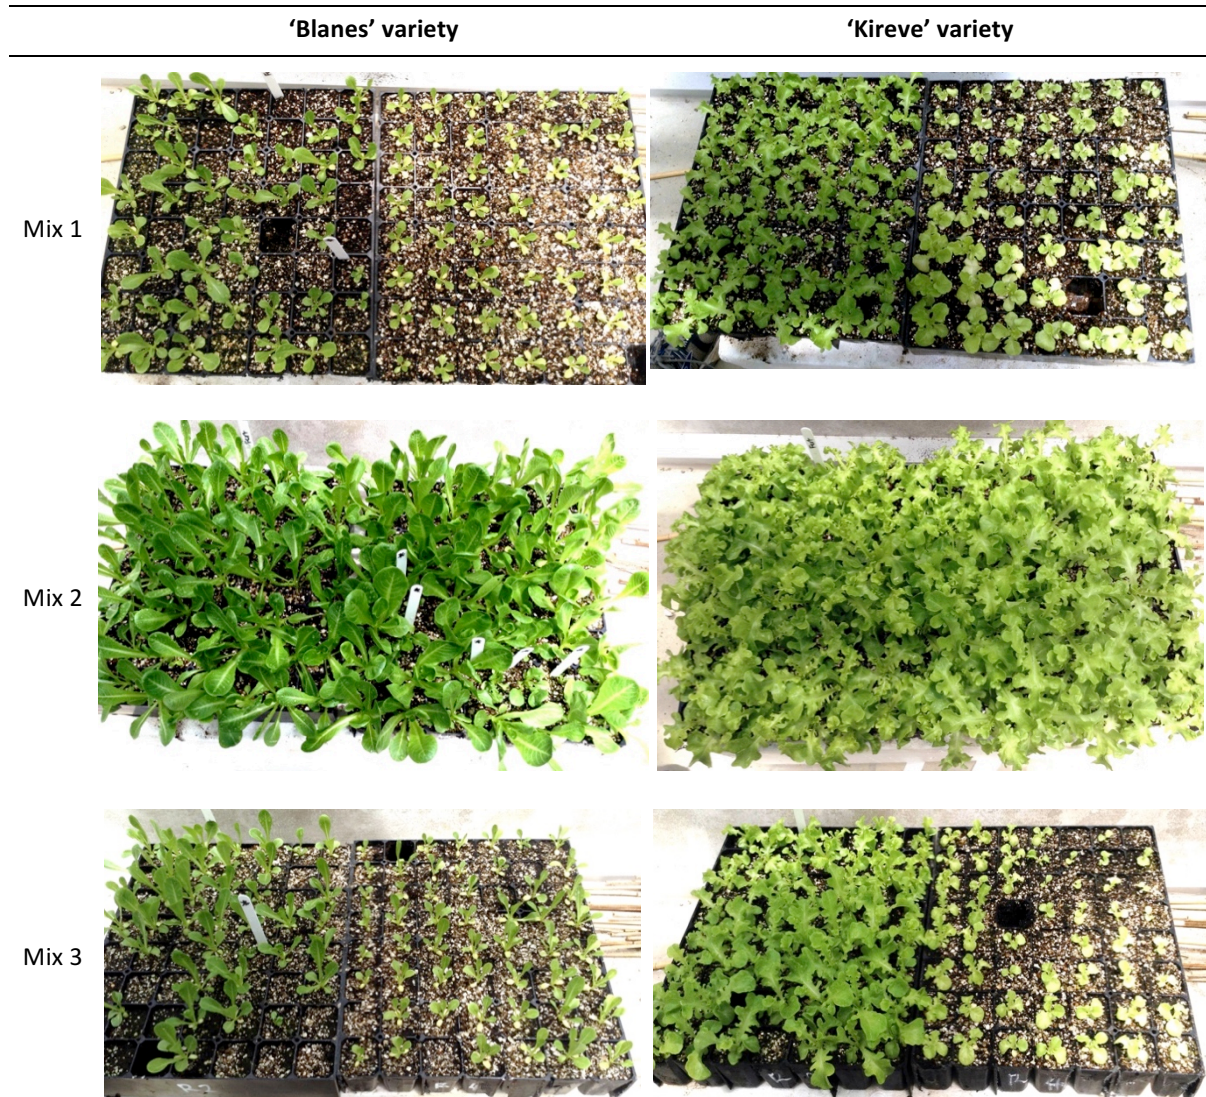 ‘Blanes’ variety
‘Kireve’ variety
Mix 1
Mix 2
Mix 3